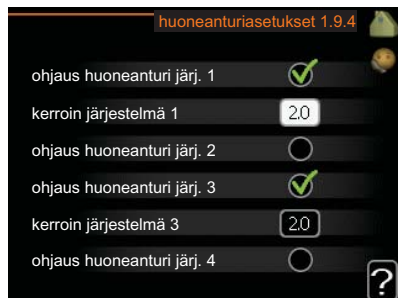 huoneanturiasetukset 1.9.4
ohjaus huoneanturi järj. 1
kerroin järjestelmä 1 2.0
ohjaus huoneanturi järj. 2
ohjaus huoneanturi järj. 3
kerroin järjestelmä 3 2.0
ohjaus huoneanturi järj. 4
?